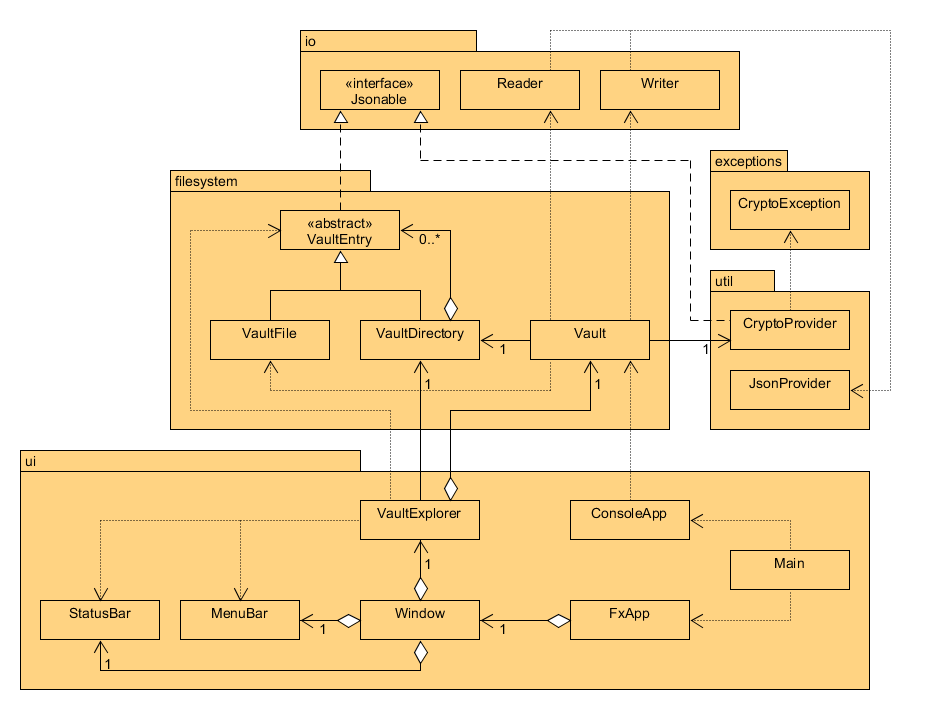 io
«interface»
Jsonable
Reader
Writer
exceptions
CryptoException
filesystem
«abstract»
VaultEntry
0..*
util
VaultFile
VaultDirectory
1
Vault
1
CryptoProvider
JsonProvider
1
1
ui
VaultExplorer
ConsoleApp
Main
1
StatusBar
MenuBar
1
Window
1
FxApp
1